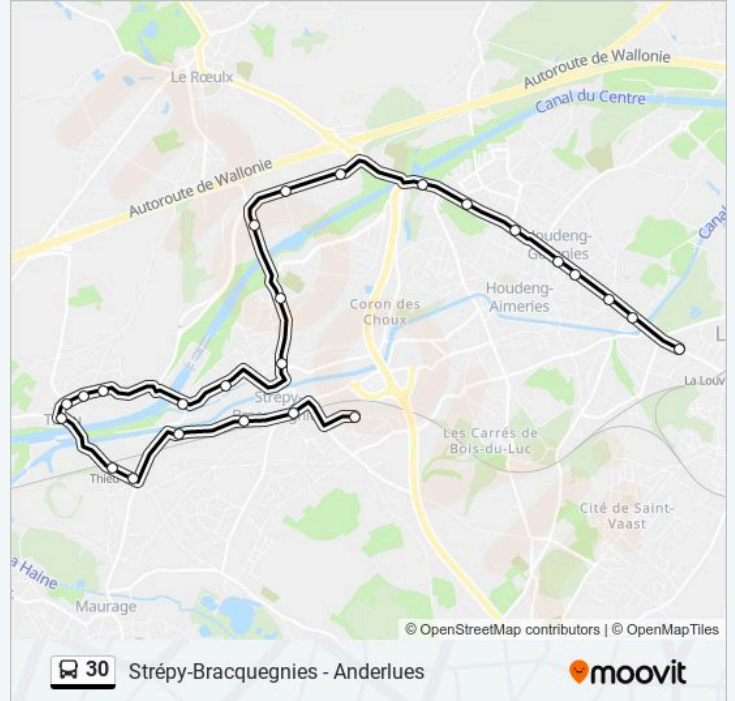 Le Rœulx
Autoroute de Wallonie
Canal du Centre
Autoroute de Wallonie
Canal
Houdeng-
Goegnies
Houdeng-
Aimeries
Coron des
Choux
L
La Louv
Strépy-
Les Carrés de
Bois-du-Luc
Thieu
Cité de Saint-
Vaast
a Haine
Maurage
© OpenStreetMap contributors | © OpenMapTiles
30 Strépy-Bracquegnies - Anderlues
moovit